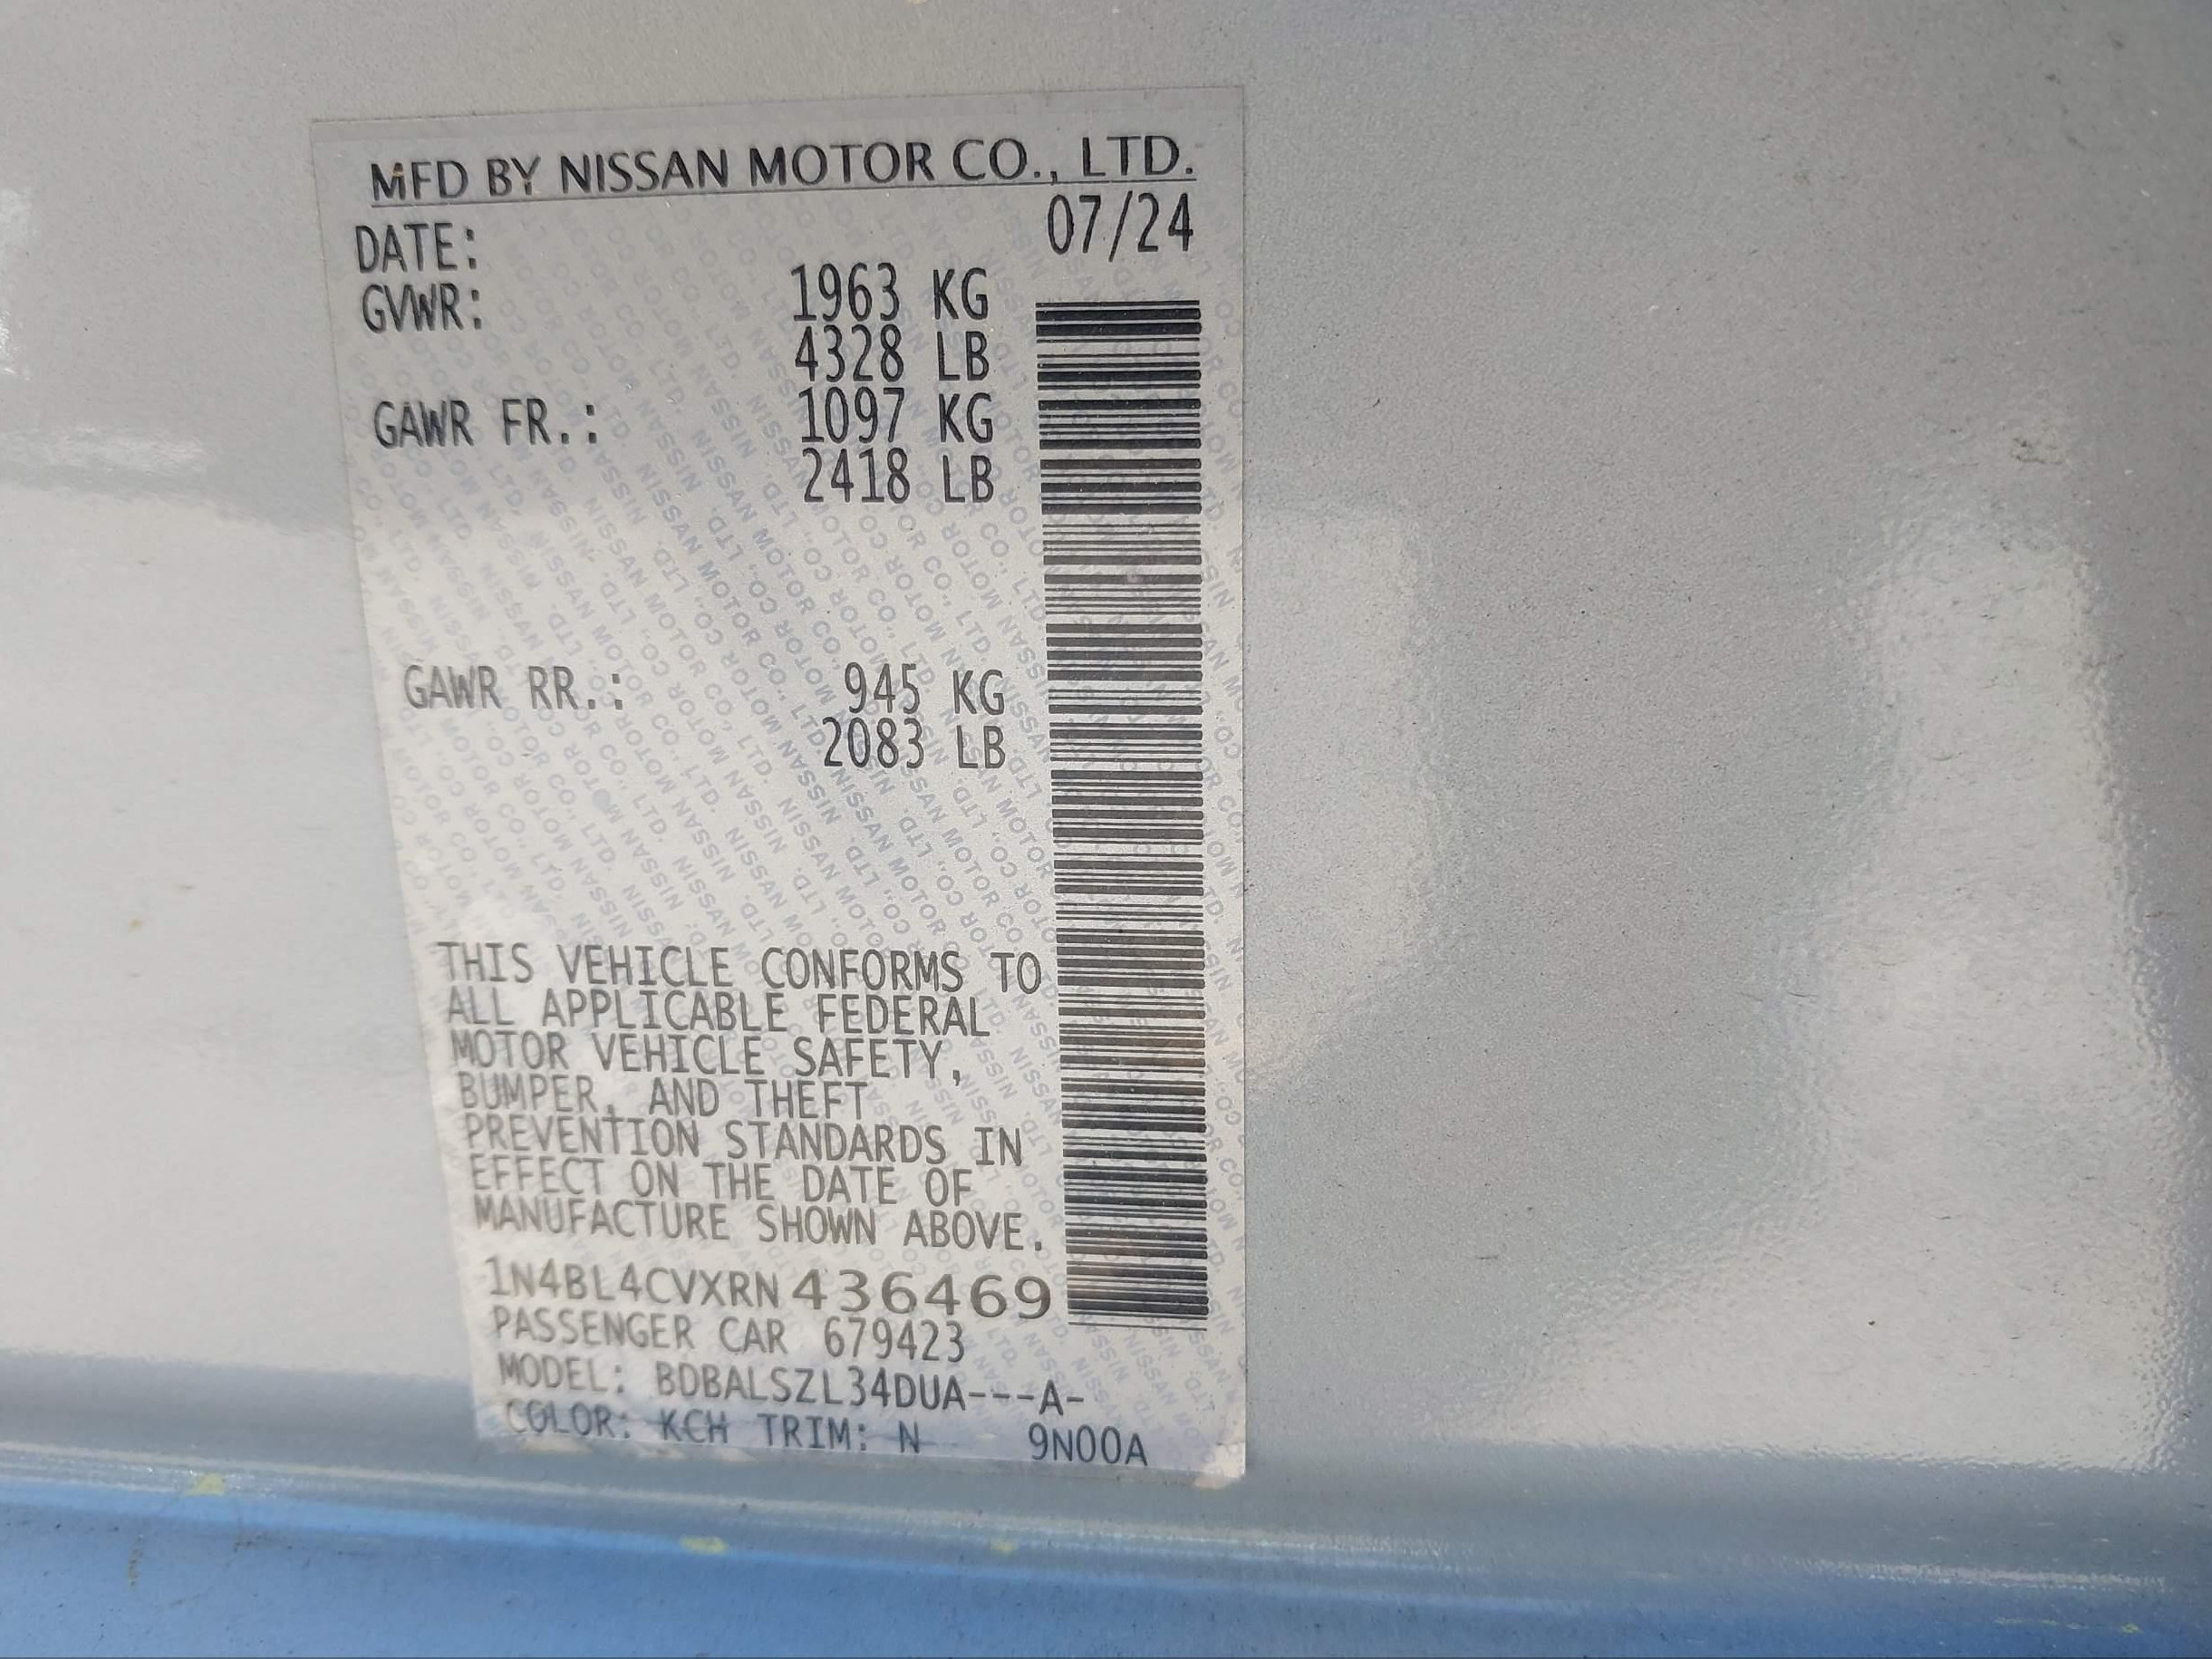 MFD BY NISSAN MOTOR CO., LTD.
DATE: 07/24
GVWR: 1963 KG
4328 LB
GAWR FR.: 1097 KG
2418 LB
GAWR RR.: 945 KG
2083 LB
THIS VEHICLE CONFORMS TO
ALL APPLICABLE FEDERAL
MOTOR VEHICLE SAFETY,
BUMPER, AND THEFT
PREVENTION STANDARDS IN
EFFECT ON THE DATE OF
MANUFACTURE SHOWN ABOVE.
1N4BL4CVXRN436469
PASSENGER CAR 679423
MODEL: BDBALSZL34DUA---A-
COLOR: KCH TRIM: N 9N00A